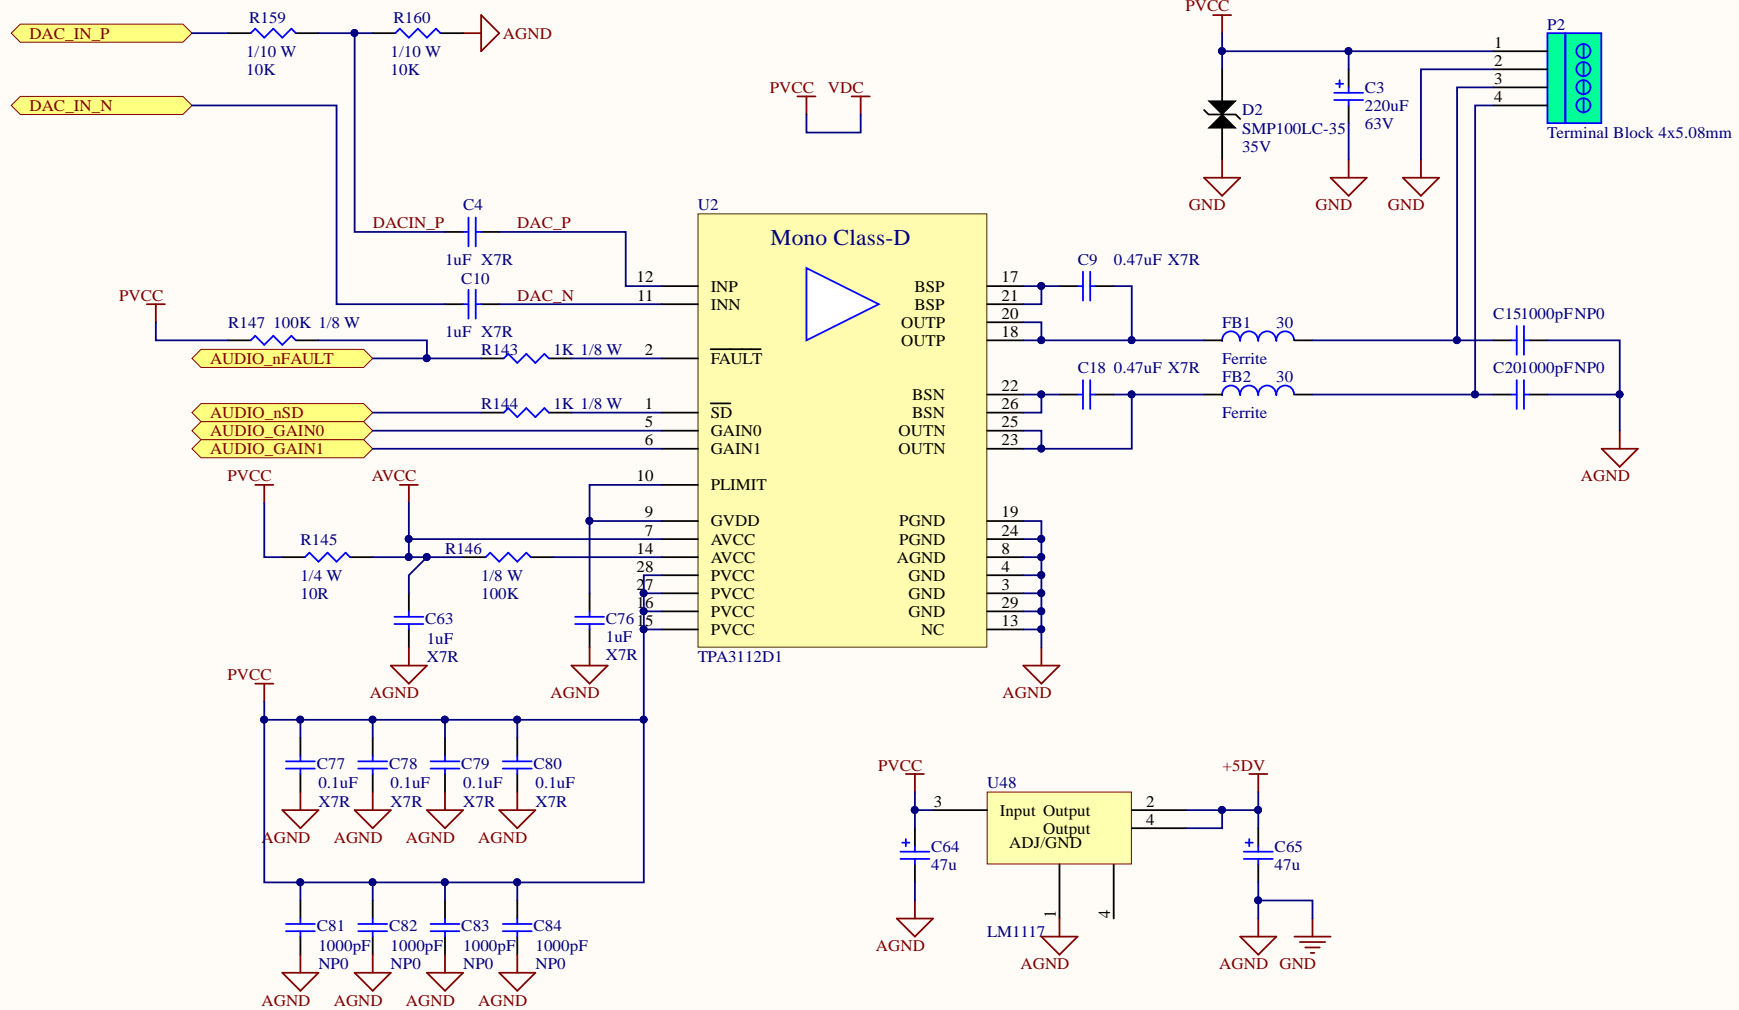 R159
R160
DAC_IN_P
AGND
1/10 W
10K
1/10 W
10K
DAC_IN_N
PVCC
VDC
PVCC
P2
1
2
3
4
C3
220uF
63V
D2
SMP100LC-35
35V
Terminal Block 4x5.08mm
GND
GND
GND
C4
DACIN_P
DAC_P
1uF X7R
C10
DAC_N
1uF X7R
PVCC
R147 100K 1/8 W
AUDIO_nFAULT
R143
1K 1/8 W
AUDIO_nSD
R144
1K 1/8 W
AUDIO_GAIN0
AUDIO_GAIN1
U2
Mono Class-D
12
INP
11
INN
2
FAULT
1
SD
5
GAIN0
6
GAIN1
10
PLIMIT
9
GVDD
7
AVCC
14
AVCC
28
PVCC
27
PVCC
16
PVCC
15
PVCC
BSP
17
BSP
21
OUTP
20
OUTP
18
BSN
22
BSN
26
OUTN
25
OUTN
23
PGND
19
PGND
24
AGND
8
GND
4
GND
3
GND
29
NC
13
TPA3112D1
AGND
C9 0.47uF X7R
C18 0.47uF X7R
FB1 30
Ferrite
FB2 30
Ferrite
C151000pFNP0
C201000pFNP0
AGND
PVCC
AVCC
R145
1/4 W
10R
R146
1/8 W
100K
C63
1uF
X7R
AGND
C76
1uF
X7R
AGND
PVCC
C77
0.1uF
X7R
AGND
C78
0.1uF
X7R
AGND
C79
0.1uF
X7R
AGND
C80
0.1uF
X7R
AGND
C81
1000pF
NP0
AGND
C82
1000pF
NP0
AGND
C83
1000pF
NP0
AGND
C84
1000pF
NP0
AGND
PVCC
U48
+5DV
3
Input Output
2
Output
4
ADJ/GND
C64
47u
AGND
1
4
LM1117
AGND
C65
47u
AGND
GND